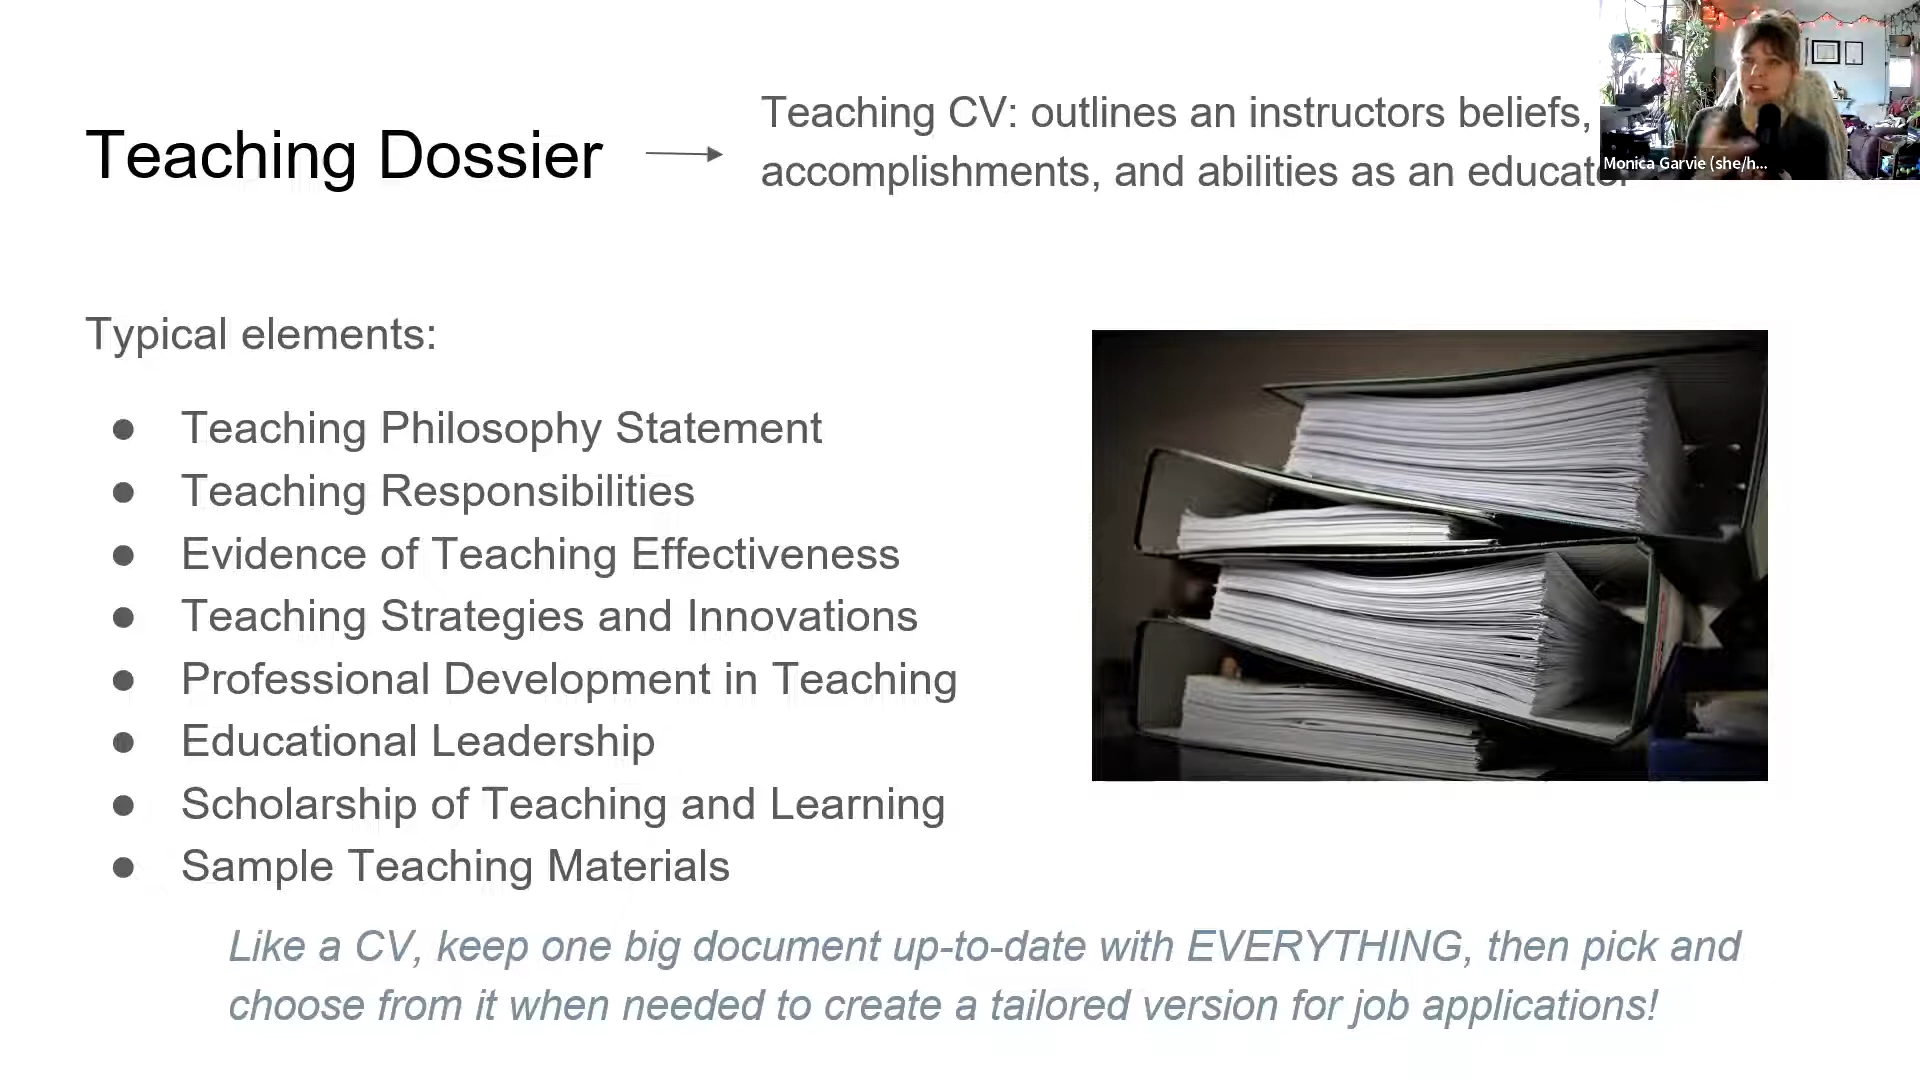 Teaching Dossier
Teaching CV: outlines an instructors beliefs,
accomplishments, and abilities as an educator
Monica Garvie (she/h...
Typical elements:
● Teaching Philosophy Statement
● Teaching Responsibilities
● Evidence of Teaching Effectiveness
● Teaching Strategies and Innovations
● Professional Development in Teaching
● Educational Leadership
● Scholarship of Teaching and Learning
● Sample Teaching Materials
Like a CV, keep one big document up-to-date with EVERYTHING, then pick and
choose from it when needed to create a tailored version for job applications!